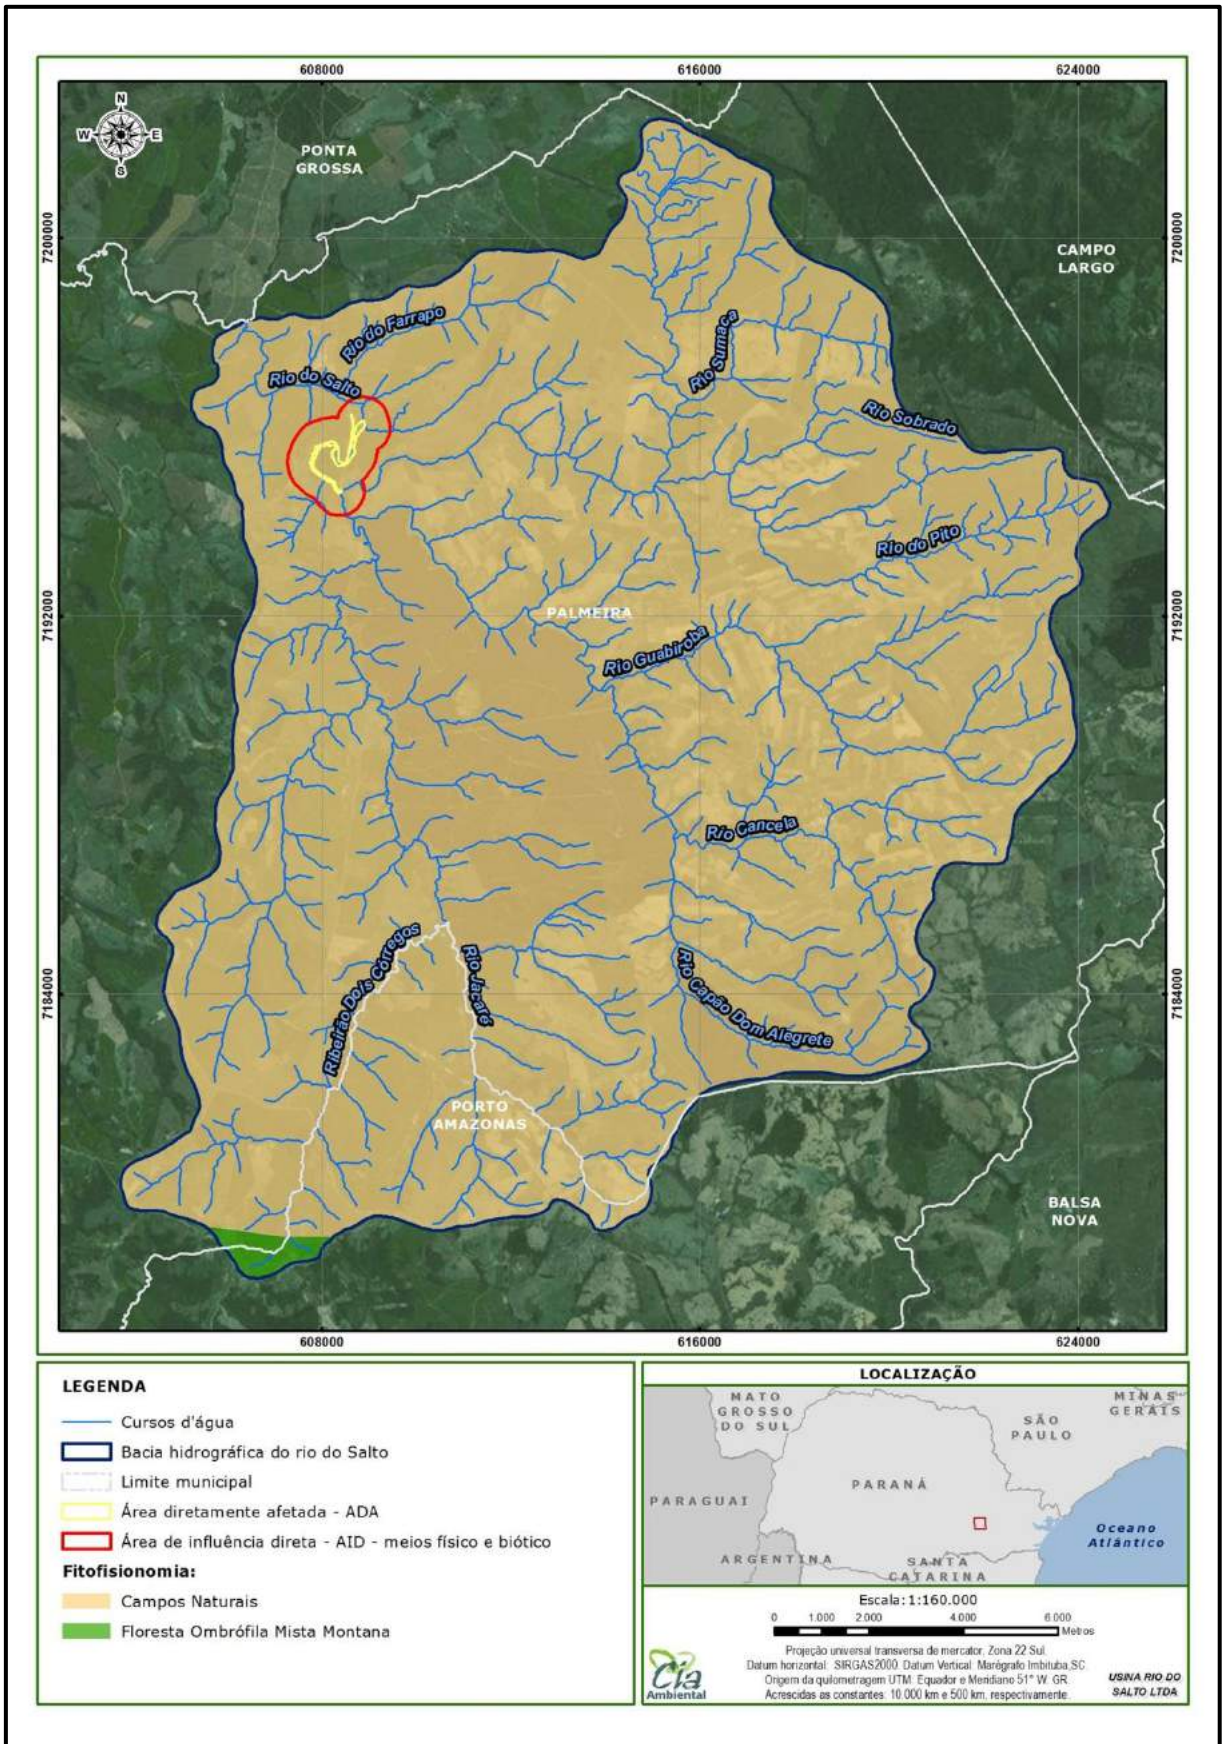 608000
616000
624000
N
W
E
S
PONTA
GROSSA
7200000
7200000
CAMPO
LARGO
Rio do Farrapo
Rio Sumaca
Rio do Salto
Rio Sobrado
Rio do Pito
PALMEIRA
7192000
7192000
Rio Guabiroba
Rio Cancela
Ribeirão Dois Córregos
Rio Jacaré
Rio Capão Dom Alegrete
7184000
7184000
PORTO
AMAZONAS
BALSA
NOVA
608000
616000
624000
LEGENDA
Cursos d'água
Bacia hidrográfica do rio do Salto
Limite municipal
Área diretamente afetada - ADA
Área de influência direta - AID - meios físico e biótico
Fitofisionomia:
Campos Naturais
Floresta Ombrófila Mista Montana
LOCALIZAÇÃO
MATO
GROSSO
DO SUL
MINAS
GERAIS
SÃO
PAULO
PARANÁ
PARAGUAI
Oceano
Atlântico
ARGENTINA
SANTA
CATARINA
Escala: 1:160.000
0 1.000 2.000 4.000 6.000
Metros
Projeção universal transversa de mercator, Zona 22 Sul.
Datum horizontal: SIRGAS2000. Datum Vertical: Marégrafo Imbituba,SC.
Origem da quilometragem UTM: Equador e Meridiano 51° W. GR.
Acrescidas as constantes: 10.000 km e 500 km, respectivamente.
Cia
Ambiental
USINA RIO DO
SALTO LTDA